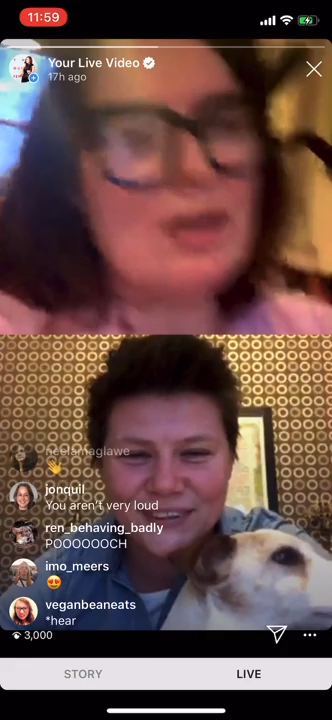 11:59
Your Live Video
17h ago
neelamaglawe
👋
jonquil
You aren't very loud
ren_behaving_badly
POOOOOOCH
imo_meers
😍
veganbeaneats
*hear
3,000
STORY
LIVE